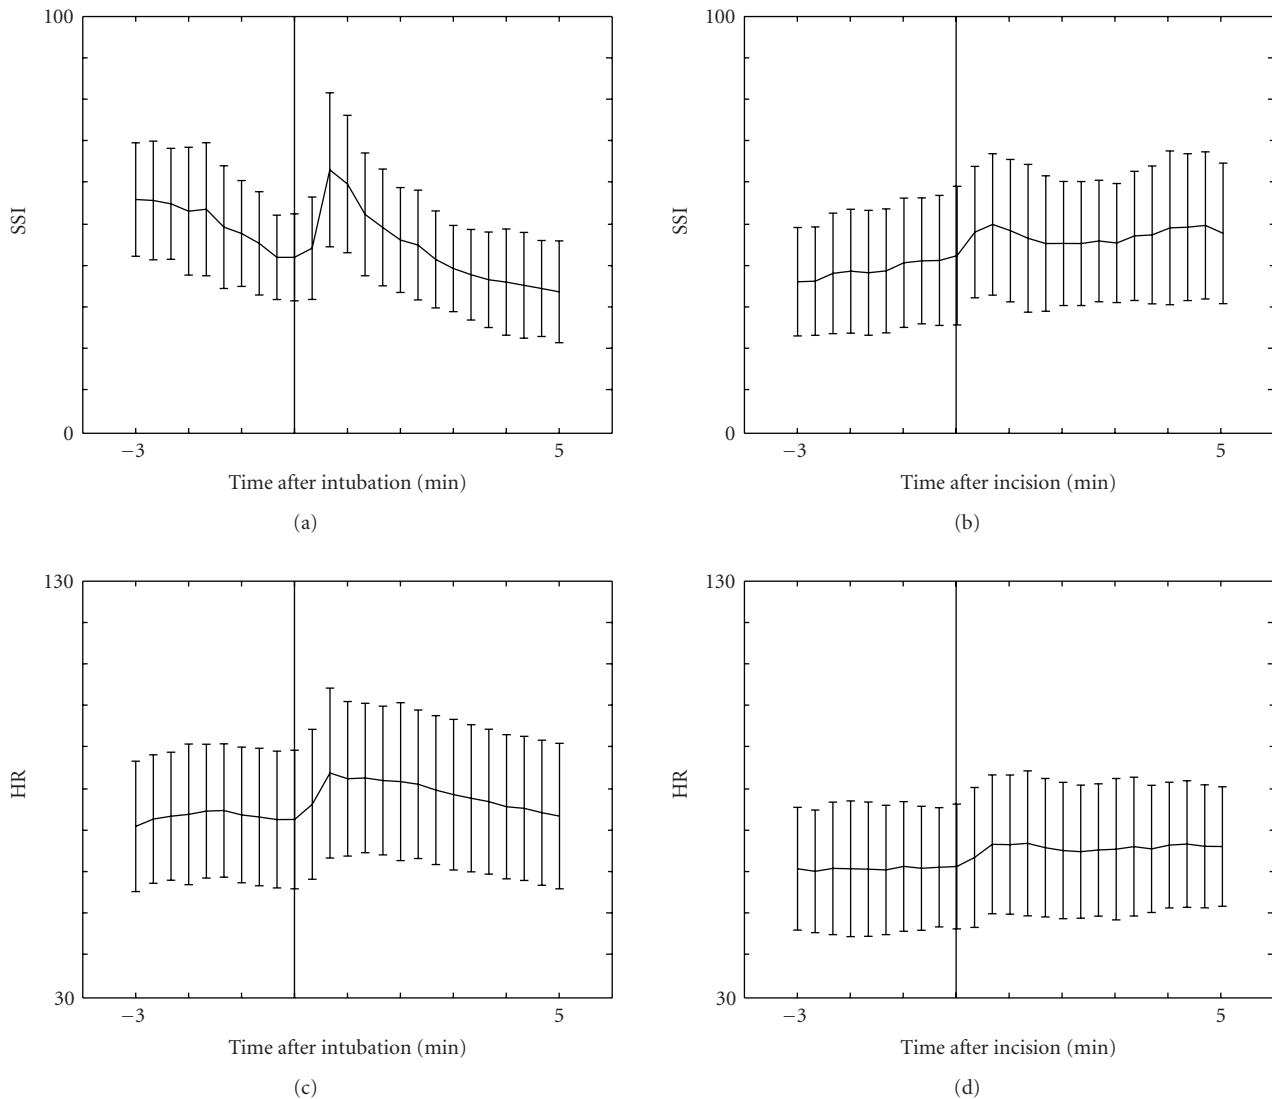 100
SSI
0
−3
5
Time after intubation (min)
(a)
100
SSI
0
−3
5
Time after incision (min)
(b)
130
HR
30
−3
5
Time after intubation (min)
(c)
130
HR
30
−3
5
Time after incision (min)
(d)